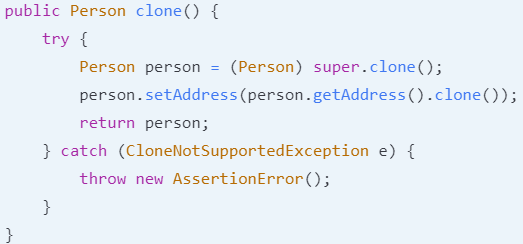 public Person clone() {
    try {
        Person person = (Person) super.clone();
        person.setAddress(person.getAddress().clone());
        return person;
    } catch (CloneNotSupportedException e) {
        throw new AssertionError();
    }
}